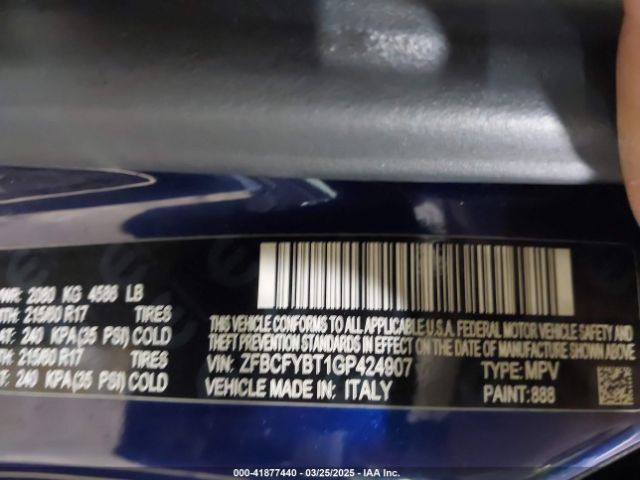 THIS VEHICLE CONFORMS TO ALL APPLICABLE U.S.A. FEDERAL MOTOR VEHICLE SAFETY AND
THEFT PREVENTION STANDARDS IN EFFECT ON THE DATE OF MANUFACTURE SHOWN ABOVE
VIN: ZFBCFYBT1GP424907 TYPE: MPV
VEHICLE MADE IN: ITALY PAINT: 888
KG 4586 LB
215/60 R17 TIRES
240 KPA(35 PSI) COLD
215/60 R17 TIRES
240 KPA(35 PSI) COLD
000-41877440 — 03/25/2025 — IAA Inc.